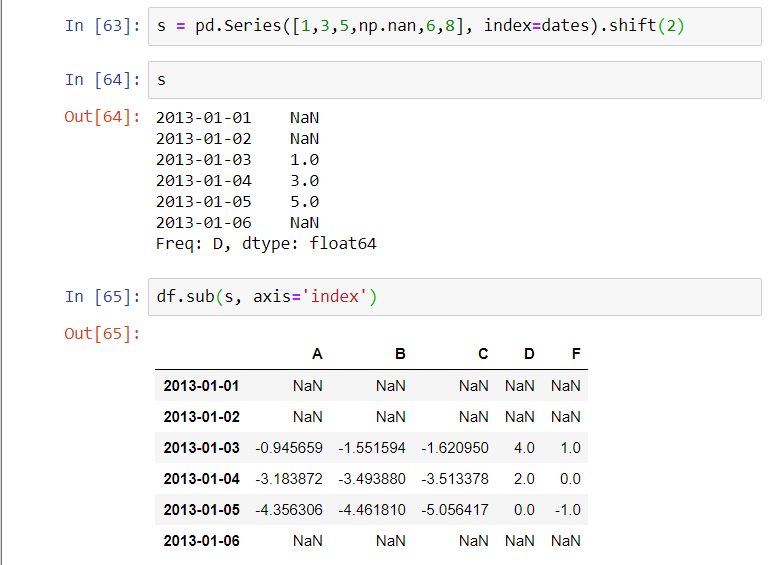 In [63]: s = pd.Series([1,3,5,np.nan,6,8], index=dates).shift(2)
In [64]: s
Out[64]: 2013-01-01    NaN
2013-01-02    NaN
2013-01-03    1.0
2013-01-04    3.0
2013-01-05    5.0
2013-01-06    NaN
Freq: D, dtype: float64
In [65]: df.sub(s, axis='index')
Out[65]:
A B C D F
2013-01-01 NaN NaN NaN NaN NaN
2013-01-02 NaN NaN NaN NaN NaN
2013-01-03 -0.945659 -1.551594 -1.620950 4.0 1.0
2013-01-04 -3.183872 -3.493880 -3.513378 2.0 0.0
2013-01-05 -4.356306 -4.461810 -5.056417 0.0 -1.0
2013-01-06 NaN NaN NaN NaN NaN